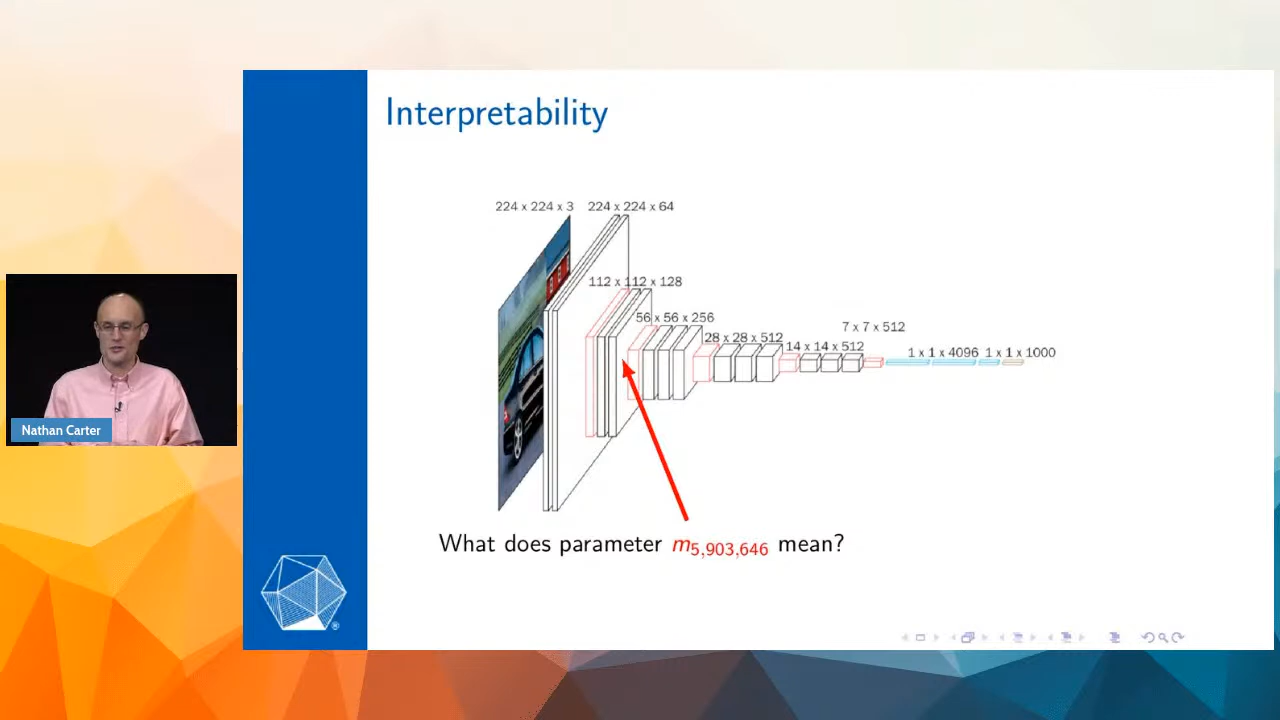 Interpretability
224 x 224 x 3
224 x 224 x 64
112 x 112 x 128
56 x 56 x 256
28 x 28 x 512
14 x 14 x 512
7 x 7 x 512
1 x 1 x 4096
1 x 1 x 1000
Nathan Carter
What does parameter m5,903,646 mean?
®